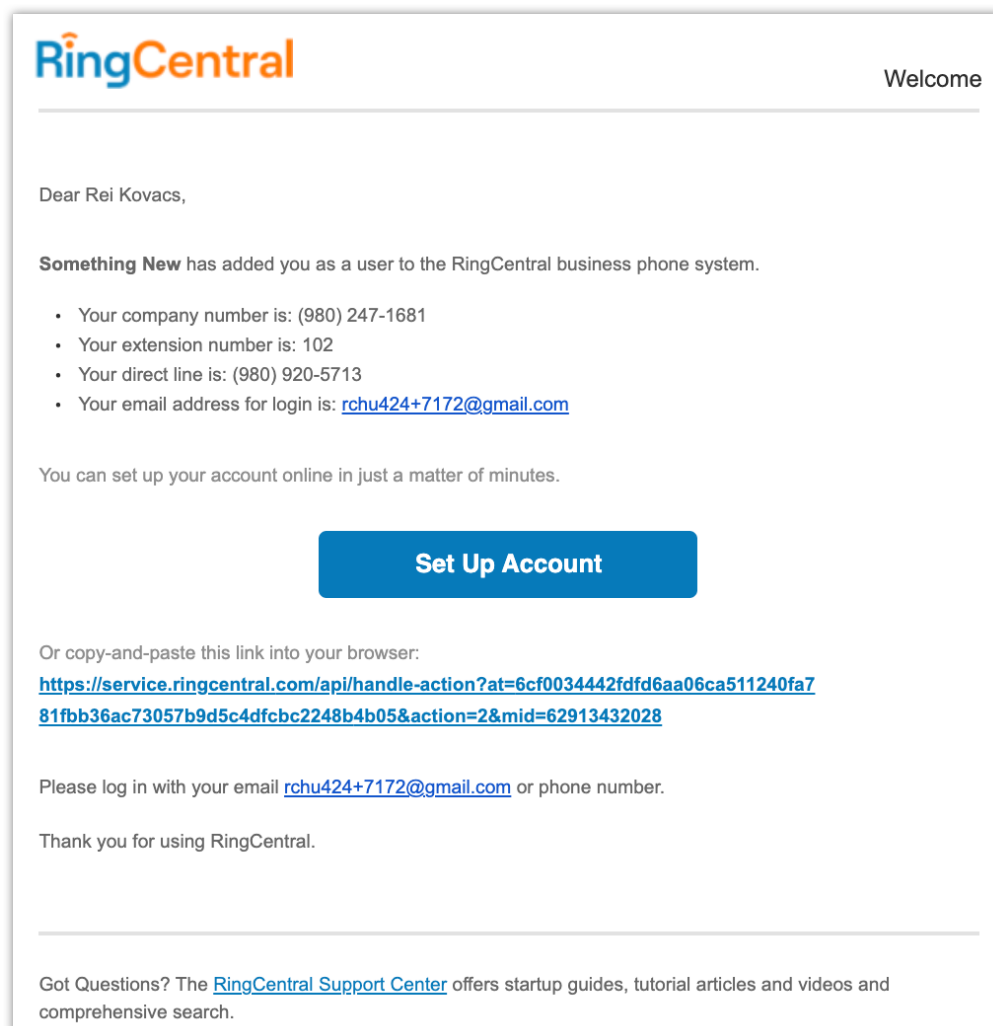 RingCentral
Welcome
Dear Rei Kovacs,
Something New has added you as a user to the RingCentral business phone system.
• Your company number is: (980) 247-1681
• Your extension number is: 102
• Your direct line is: (980) 920-5713
• Your email address for login is: rchu424+7172@gmail.com
You can set up your account online in just a matter of minutes.
Set Up Account
Or copy-and-paste this link into your browser:
https://service.ringcentral.com/api/handle-action?at=6cf0034442fdfd6aa06ca511240fa7
81fbb36ac73057b9d5c4dfcbc2248b4b05&action=2&mid=62913432028
Please log in with your email rchu424+7172@gmail.com or phone number.
Thank you for using RingCentral.
Got Questions? The RingCentral Support Center offers startup guides, tutorial articles and videos and
comprehensive search.